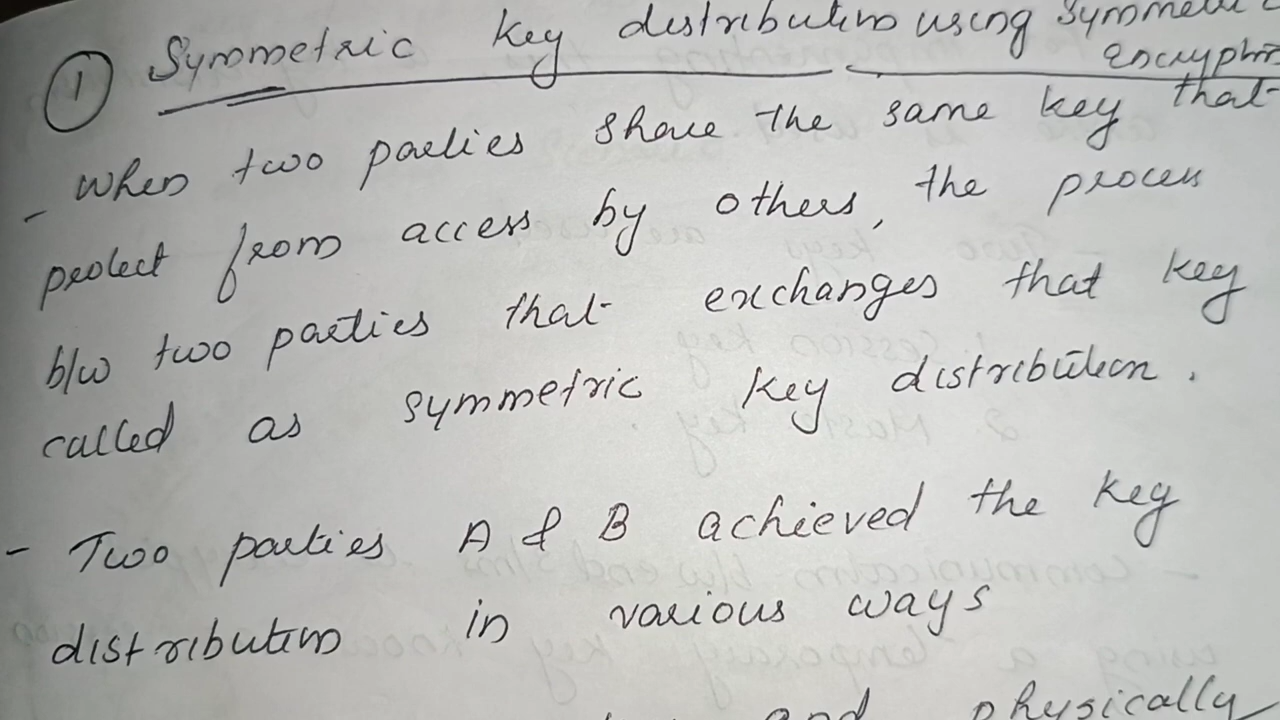 ① Symmetric key distribution using symmetric
encryption
- When two parties share the same key that
protect from access by others, the process
b/w two parties that exchanges that key
called as symmetric key distribution.
- Two parties A & B achieved the key
distribution in various ways
and physically